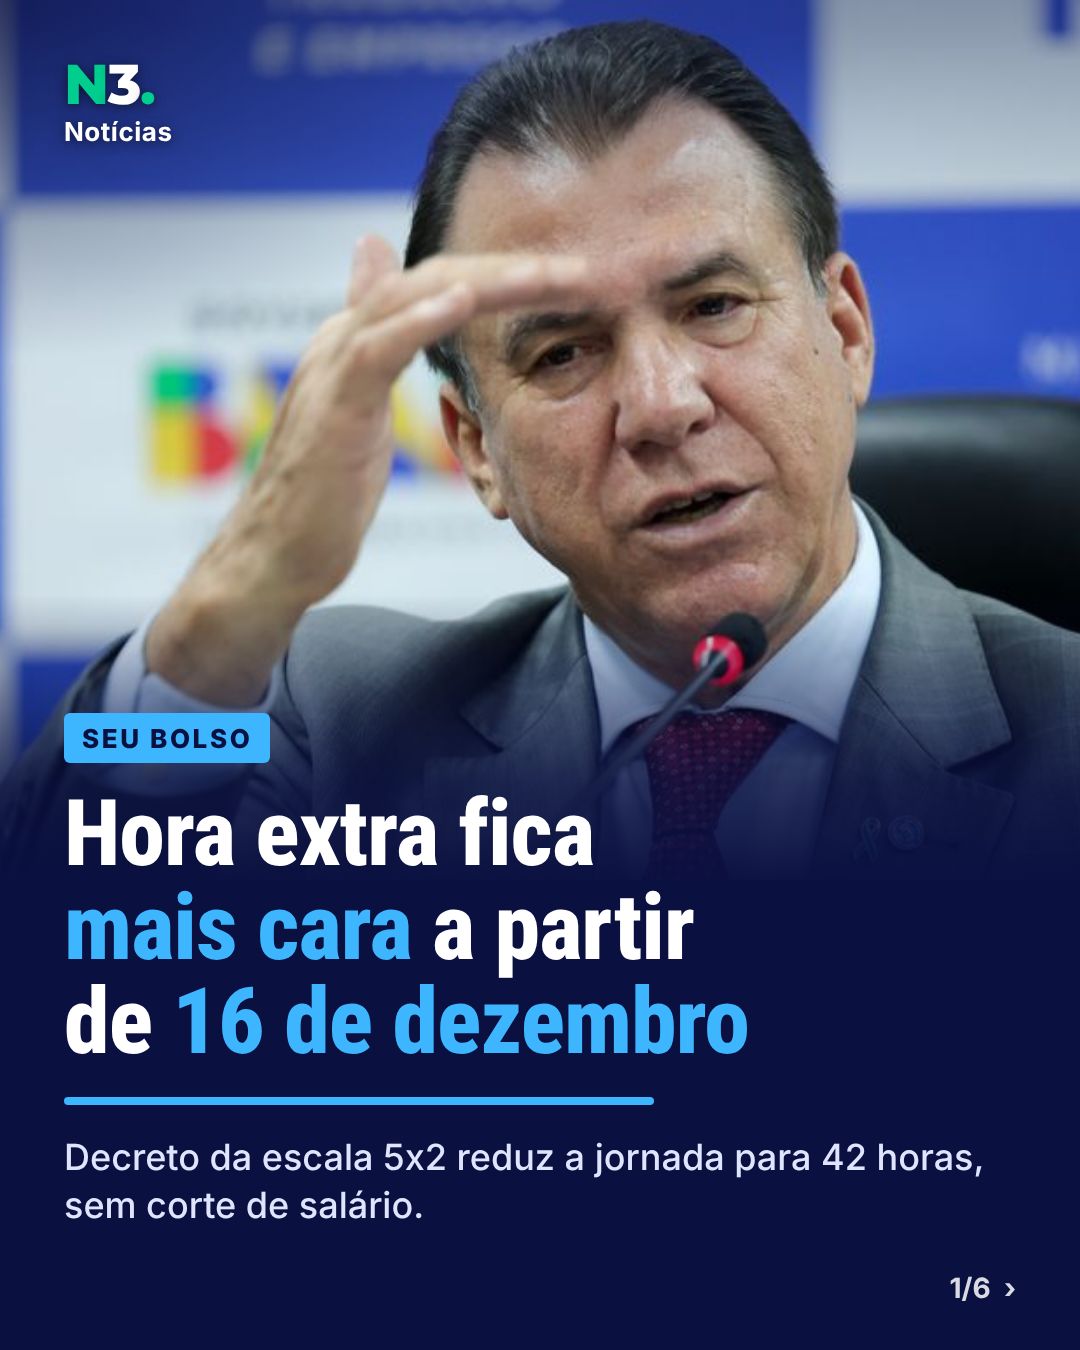 N3.
Notícias
SEU BOLSO
Hora extra fica
mais cara a partir
de 16 de dezembro
Decreto da escala 5x2 reduz a jornada para 42 horas,
sem corte de salário.
1/6 ›